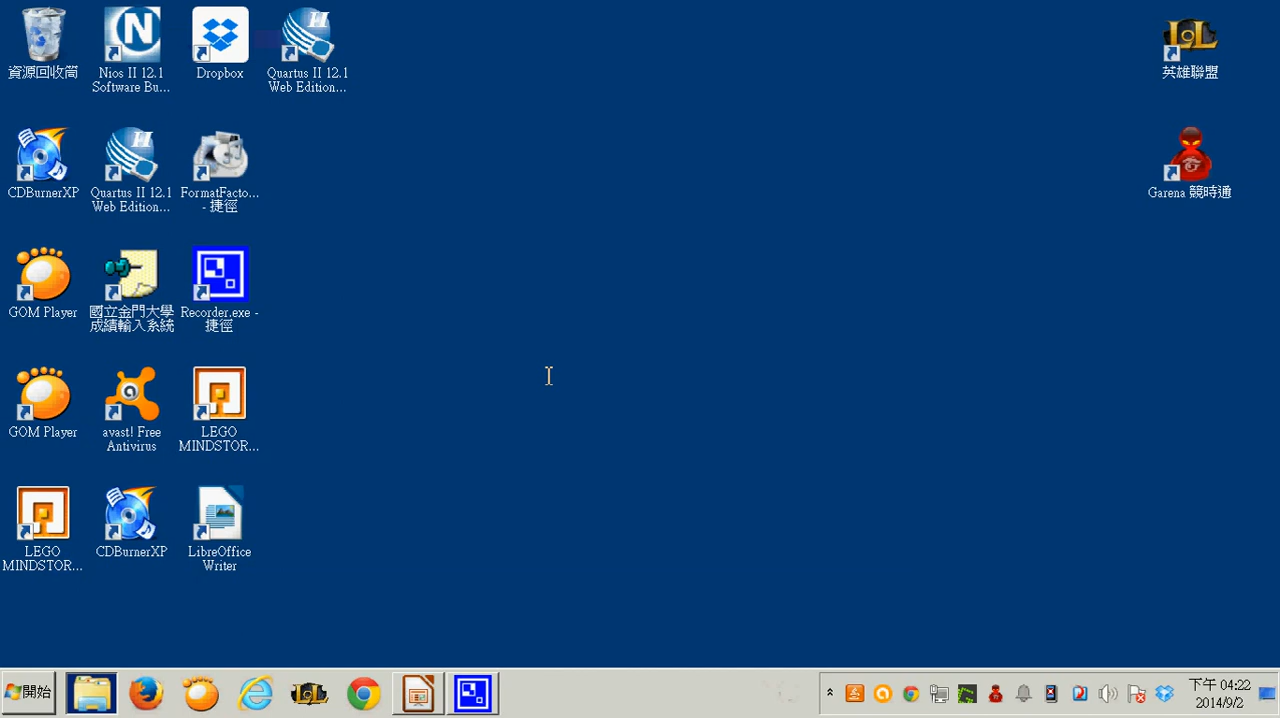 資源回收筒
Nios II 12.1
Software Bu...
Dropbox
Quartus II 12.1
Web Edition...
英雄聯盟
CDBurnerXP
Quartus II 12.1
Web Edition...
FormatFacto...
- 捷徑
Garena 競時通
GOM Player
國立金門大學
成績輸入系統
Recorder.exe -
捷徑
GOM Player
avast! Free
Antivirus
LEGO
MINDSTOR...
LEGO
MINDSTOR...
CDBurnerXP
LibreOffice
Writer
開始
下午 04:22
2014/9/2